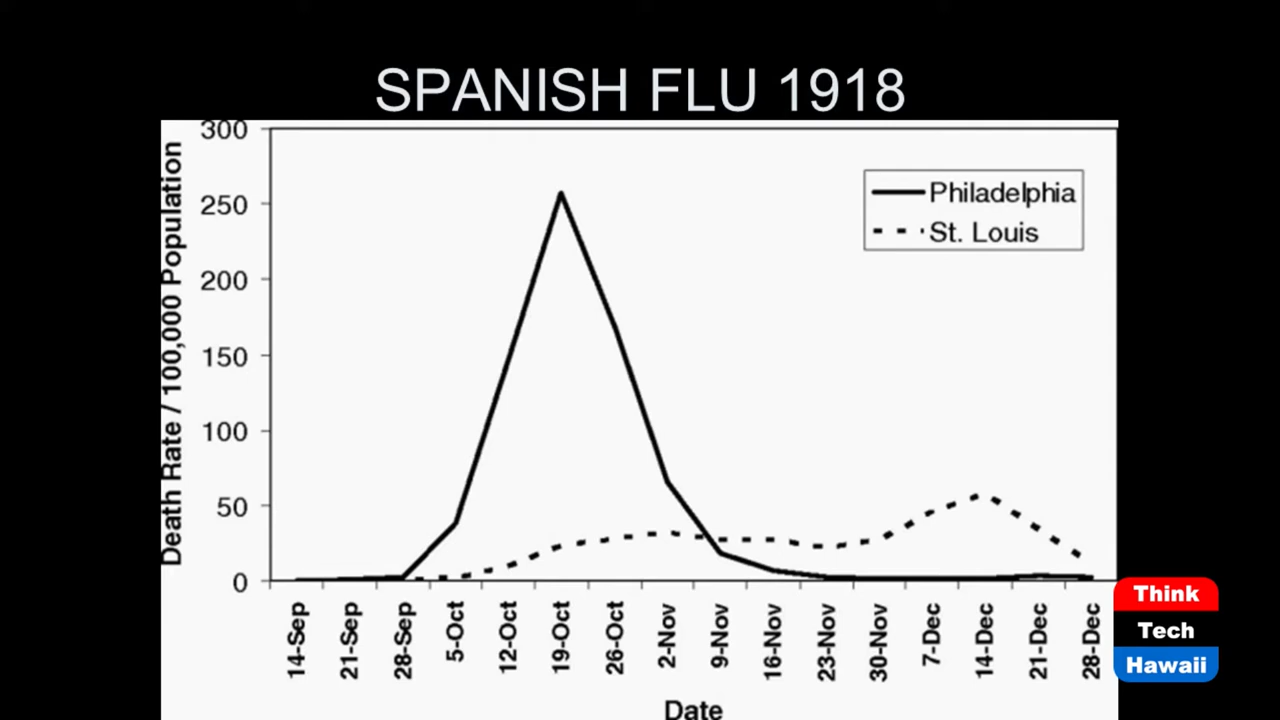 SPANISH FLU 1918
Death Rate / 100,000 Population
300
250
200
150
100
50
0
Philadelphia
St. Louis
14-Sep
21-Sep
28-Sep
5-Oct
12-Oct
19-Oct
26-Oct
2-Nov
9-Nov
16-Nov
23-Nov
30-Nov
7-Dec
14-Dec
21-Dec
28-Dec
Date
Think
Tech
Hawaii